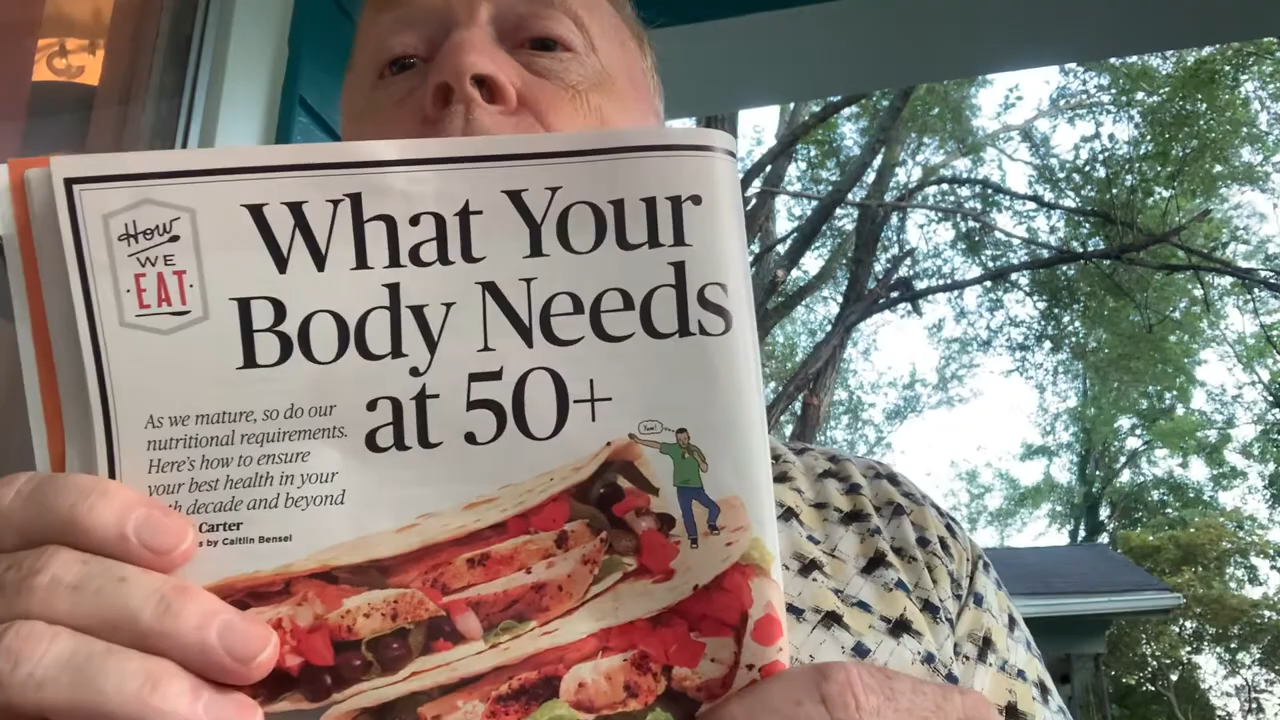 How
WE
EAT
What Your
Body Needs
at 50+
As we mature, so do our
nutritional requirements.
Here's how to ensure
your best health in your
decade and beyond
Carter
s by Caitlin Bensel
Yum!